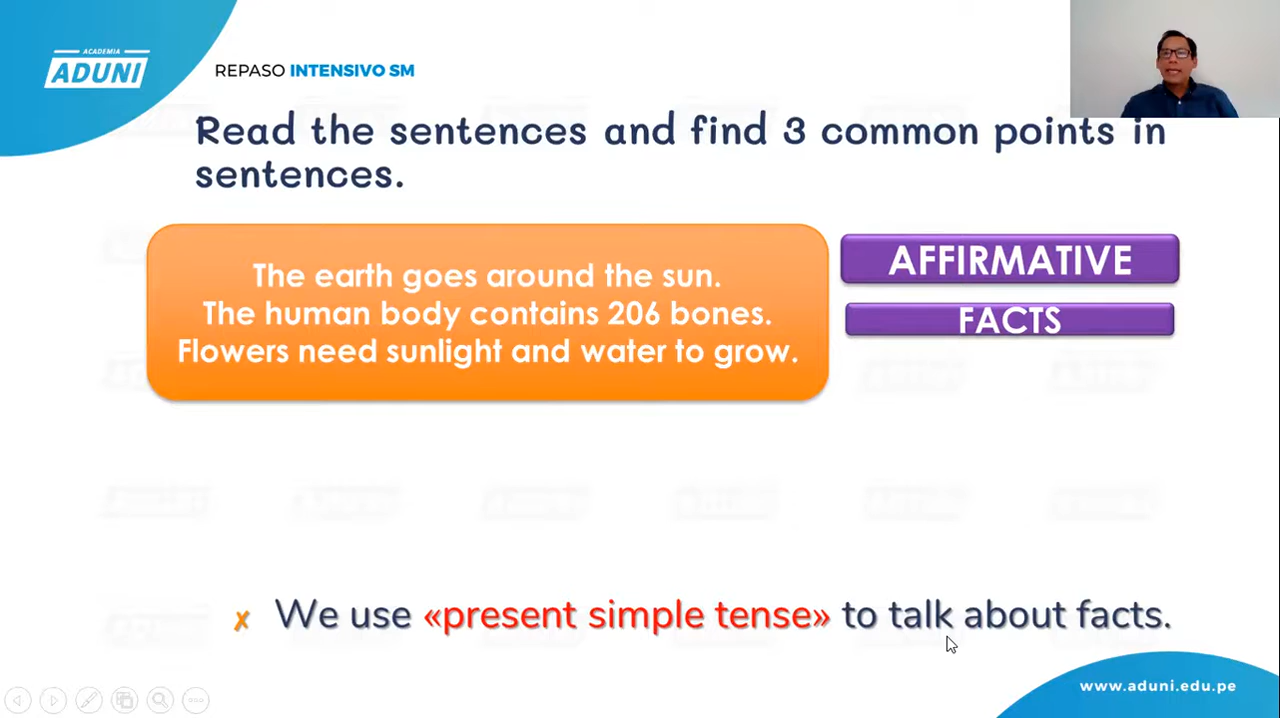 ACADEMIA
ADUNI
REPASO INTENSIVO SM
Read the sentences and find 3 common points in
sentences.
The earth goes around the sun.
The human body contains 206 bones.
Flowers need sunlight and water to grow.
AFFIRMATIVE
FACTS
We use «present simple tense» to talk about facts.
www.aduni.edu.pe